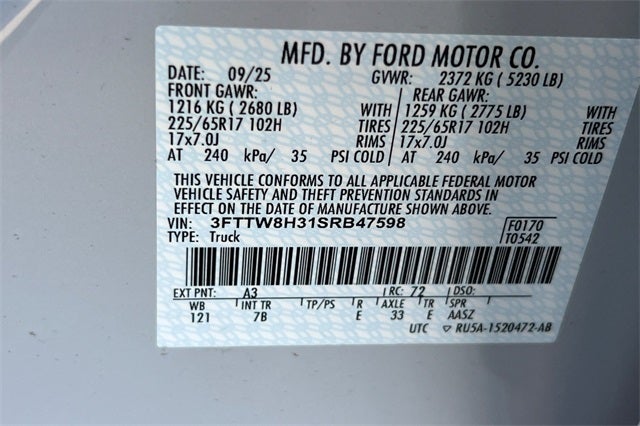 MFD. BY FORD MOTOR CO.
DATE: 09/25 GVWR: 2372 KG ( 5230 LB)
FRONT GAWR: REAR GAWR:
1216 KG ( 2680 LB) WITH 1259 KG ( 2775 LB) WITH
225/65R17 102H TIRES 225/65R17 102H TIRES
17x7.0J RIMS 17x7.0J RIMS
AT 240 kPa/ 35 PSI COLD AT 240 kPa/ 35 PSI COLD
THIS VEHICLE CONFORMS TO ALL APPLICABLE FEDERAL MOTOR
VEHICLE SAFETY AND THEFT PREVENTION STANDARDS IN
EFFECT ON THE DATE OF MANUFACTURE SHOWN ABOVE.
VIN: 3FTTW8H31SRB47598 F0170
TYPE: Truck T0542
EXT PNT: A3 RC: 72 DSO:
WB INT TR TP/PS R AXLE TR SPR
121 7B E 33 E AASZ
UTC RU5A-1520472-AB